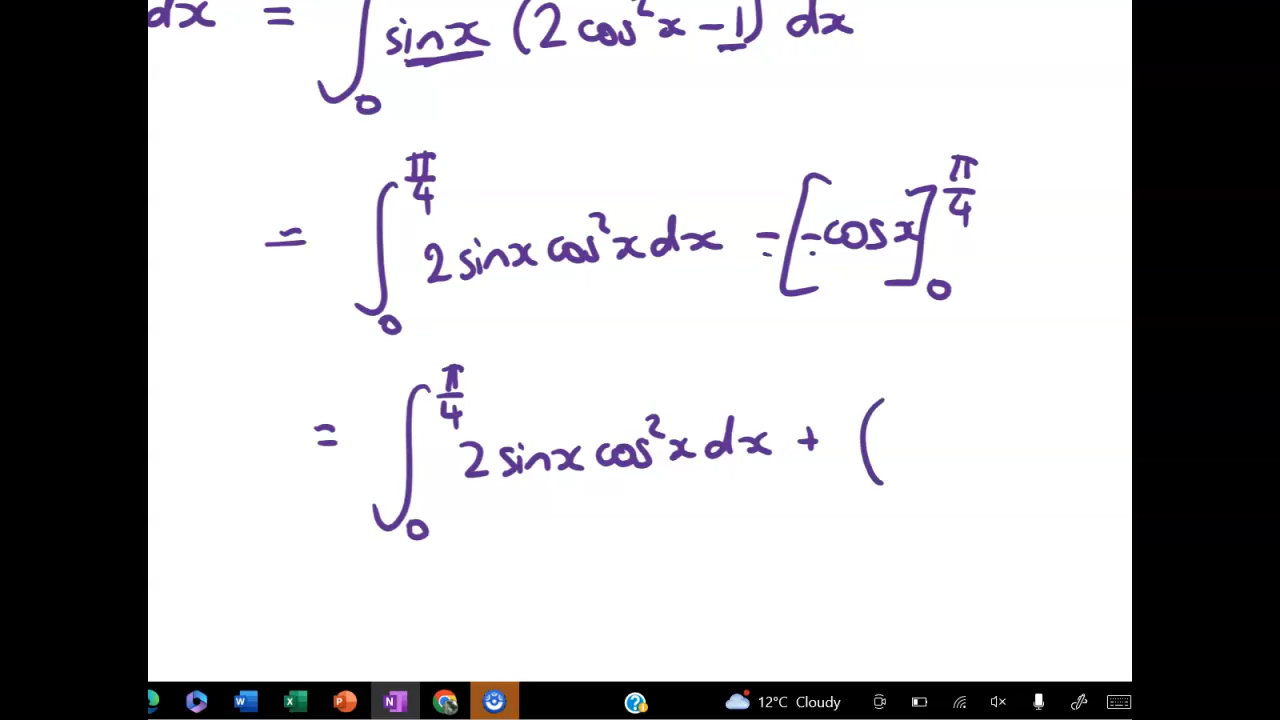 dx = ∫₀ sinx (2cos²x - 1) dx
= ∫₀^(π/4) 2sinx cos²x dx - [-cosx]₀^(π/4)
= ∫₀^(π/4) 2sinx cos²x dx + (
12°C Cloudy